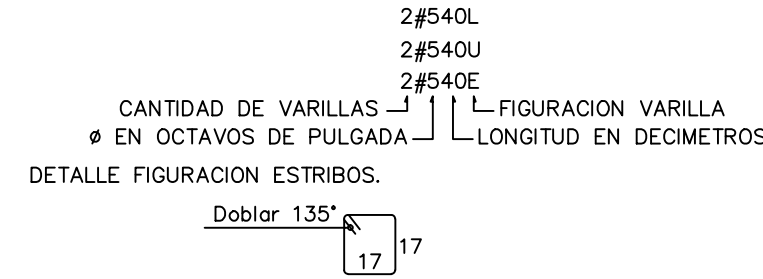 2#540L
2#540U
2#540E
CANTIDAD DE VARILLAS FIGURACION VARILLA
ø EN OCTAVOS DE PULGADA LONGITUD EN DECIMETROS
DETALLE FIGURACION ESTRIBOS.
Doblar 135°
17
17